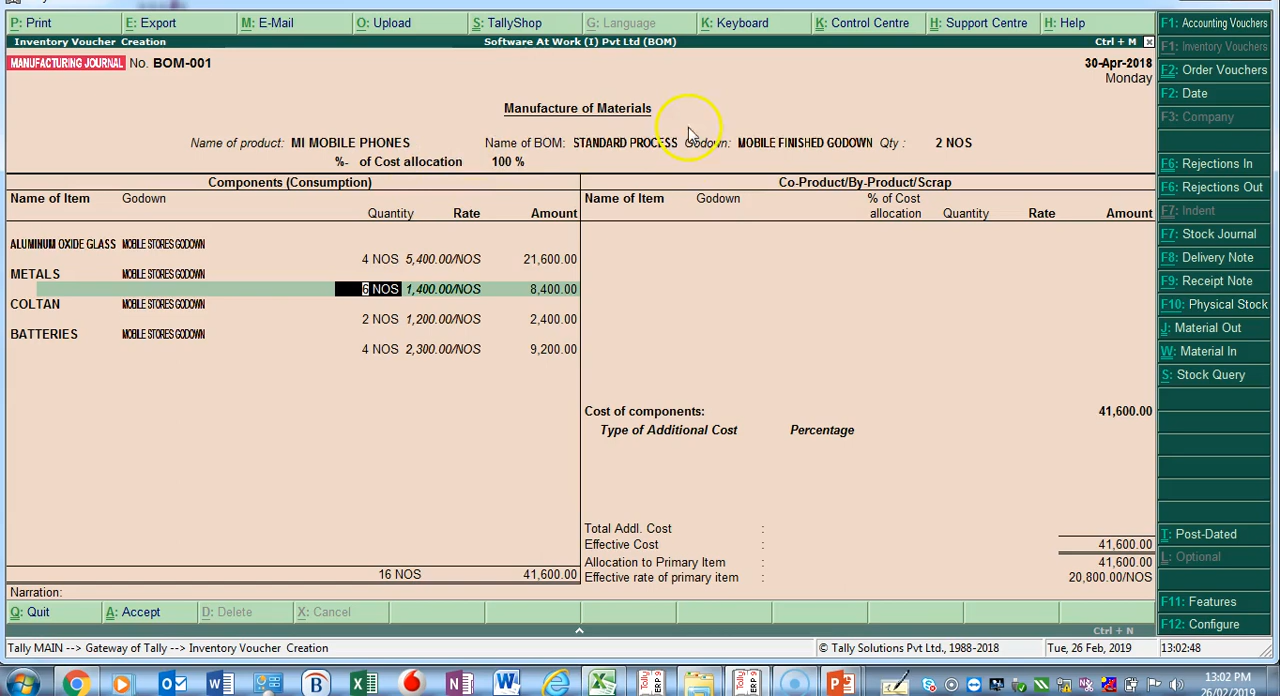 P: Print E: Export M: E-Mail O: Upload S: TallyShop G: Language K: Keyboard K: Control Centre H: Support Centre H: Help F1: Accounting Vouchers
Inventory Voucher Creation Software At Work (I) Pvt Ltd (BOM) Ctrl + M F1: Inventory Vouchers
MANUFACTURING JOURNAL No. BOM-001 30-Apr-2018 F2: Order Vouchers
Monday
F2: Date
Manufacture of Materials F3: Company
Name of product: MI MOBILE PHONES Name of BOM: STANDARD PROCESS Godown: MOBILE FINISHED GODOWN Qty : 2 NOS
%- of Cost allocation 100 % F6: Rejections In
Components (Consumption) Co-Product/By-Product/Scrap F6: Rejections Out
Name of Item Godown Name of Item Godown % of Cost
Quantity Rate Amount allocation Quantity Rate Amount F7: Indent
F7: Stock Journal
ALUMINUM OXIDE GLASS MOBILE STORES GODOWN
4 NOS 5,400.00/NOS 21,600.00 F8: Delivery Note
METALS MOBILE STORES GODOWN F9: Receipt Note
6 NOS 1,400.00/NOS 8,400.00
COLTAN MOBILE STORES GODOWN F10: Physical Stock
2 NOS 1,200.00/NOS 2,400.00 J: Material Out
BATTERIES MOBILE STORES GODOWN
4 NOS 2,300.00/NOS 9,200.00 W: Material In
S: Stock Query
Cost of components: 41,600.00
Type of Additional Cost Percentage
Total Addl. Cost : T: Post-Dated
Effective Cost : 41,600.00
Allocation to Primary Item : 41,600.00 L: Optional
16 NOS 41,600.00 Effective rate of primary item : 20,800.00/NOS
Narration: F11: Features
Q: Quit A: Accept D: Delete X: Cancel F12: Configure
Ctrl + N
Tally MAIN --> Gateway of Tally --> Inventory Voucher Creation © Tally Solutions Pvt Ltd., 1988-2018 Tue, 26 Feb, 2019 13:02:48
13:02 PM
26/02/2019